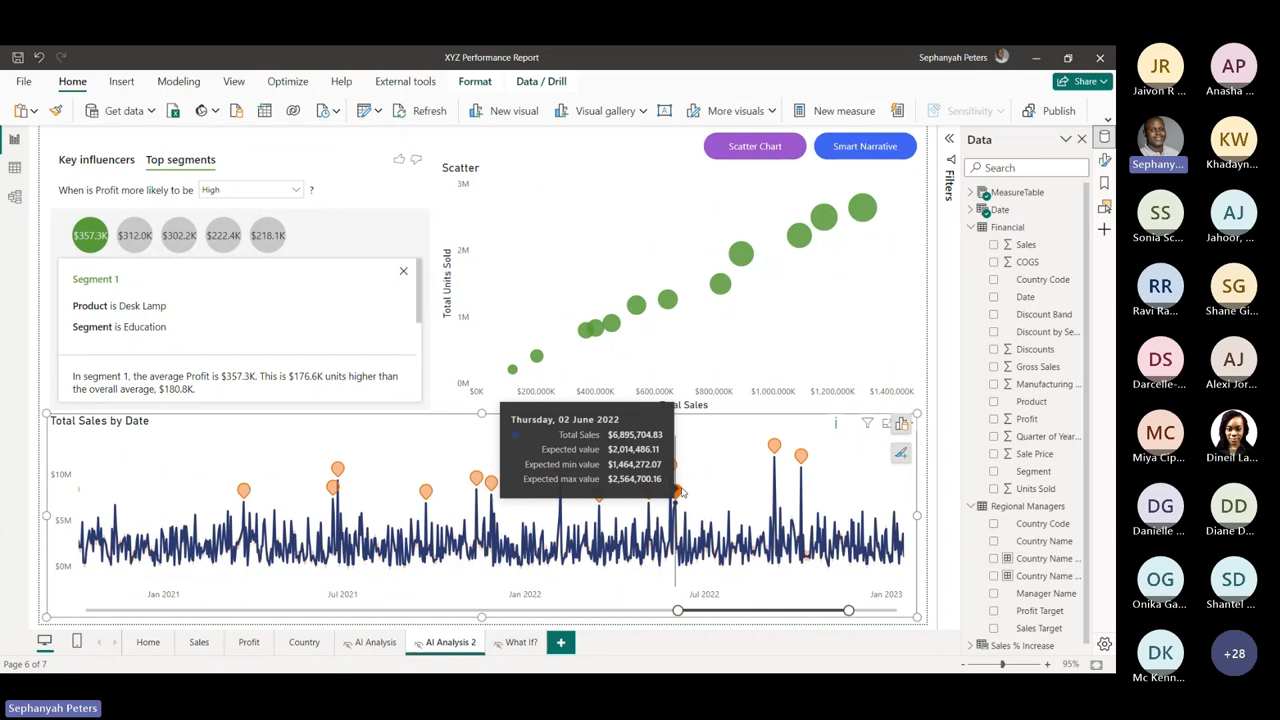 XYZ Performance Report
Sephanyah Peters
File Home Insert Modeling View Optimize Help External tools Format Data / Drill Share
Get data Refresh New visual Visual gallery More visuals New measure Sensitivity Publish
Key influencers Top segments
When is Profit more likely to be High ?
$357.3K $312.0K $302.2K $222.4K $218.1K
Segment 1
Product is Desk Lamp
Segment is Education
In segment 1, the average Profit is $357.3K. This is $176.6K units higher than
the overall average, $180.8K.
Scatter Chart Smart Narrative
Scatter
Total Units Sold
3M
2M
1M
0M
$0K $200,000K $400,000K $600,000K $800,000K $1,000,000K $1,200,000K $1,400,000K
Total Sales by Date
Thursday, 02 June 2022
Total Sales $6,895,704.83
Expected value $2,014,486.11
Expected min value $1,464,272.07
Expected max value $2,564,700.16
$10M
$5M
$0M
Jan 2021 Jul 2021 Jan 2022 Jul 2022 Jan 2023
Home Sales Profit Country AI Analysis AI Analysis 2 What If? +
Page 6 of 7
95%
Filters
Data
Search
MeasureTable
Date
Financial
Sales
COGS
Country Code
Date
Discount Band
Discount by Se...
Discounts
Gross Sales
Manufacturing ...
Product
Profit
Quarter of Year...
Sale Price
Segment
Units Sold
Regional Managers
Country Code
Country Name
Country Name ...
Country Name ...
Manager Name
Profit Target
Sales Target
Sales % Increase
JR AP
Jaivon R ... Anasha ...
KW
Sephany... Khadayn...
SS AJ
Sonia Sc... Jahoor, ...
RR SG
Ravi Ra... Shane Gi...
DS AJ
Darcelle-... Alexi Jor...
MC
Miya Cip... Dinell La...
DG DD
Danielle ... Diane D...
OG SD
Onika Ga... Shantel ...
DK +28
Mc Kenn...
Sephanyah Peters